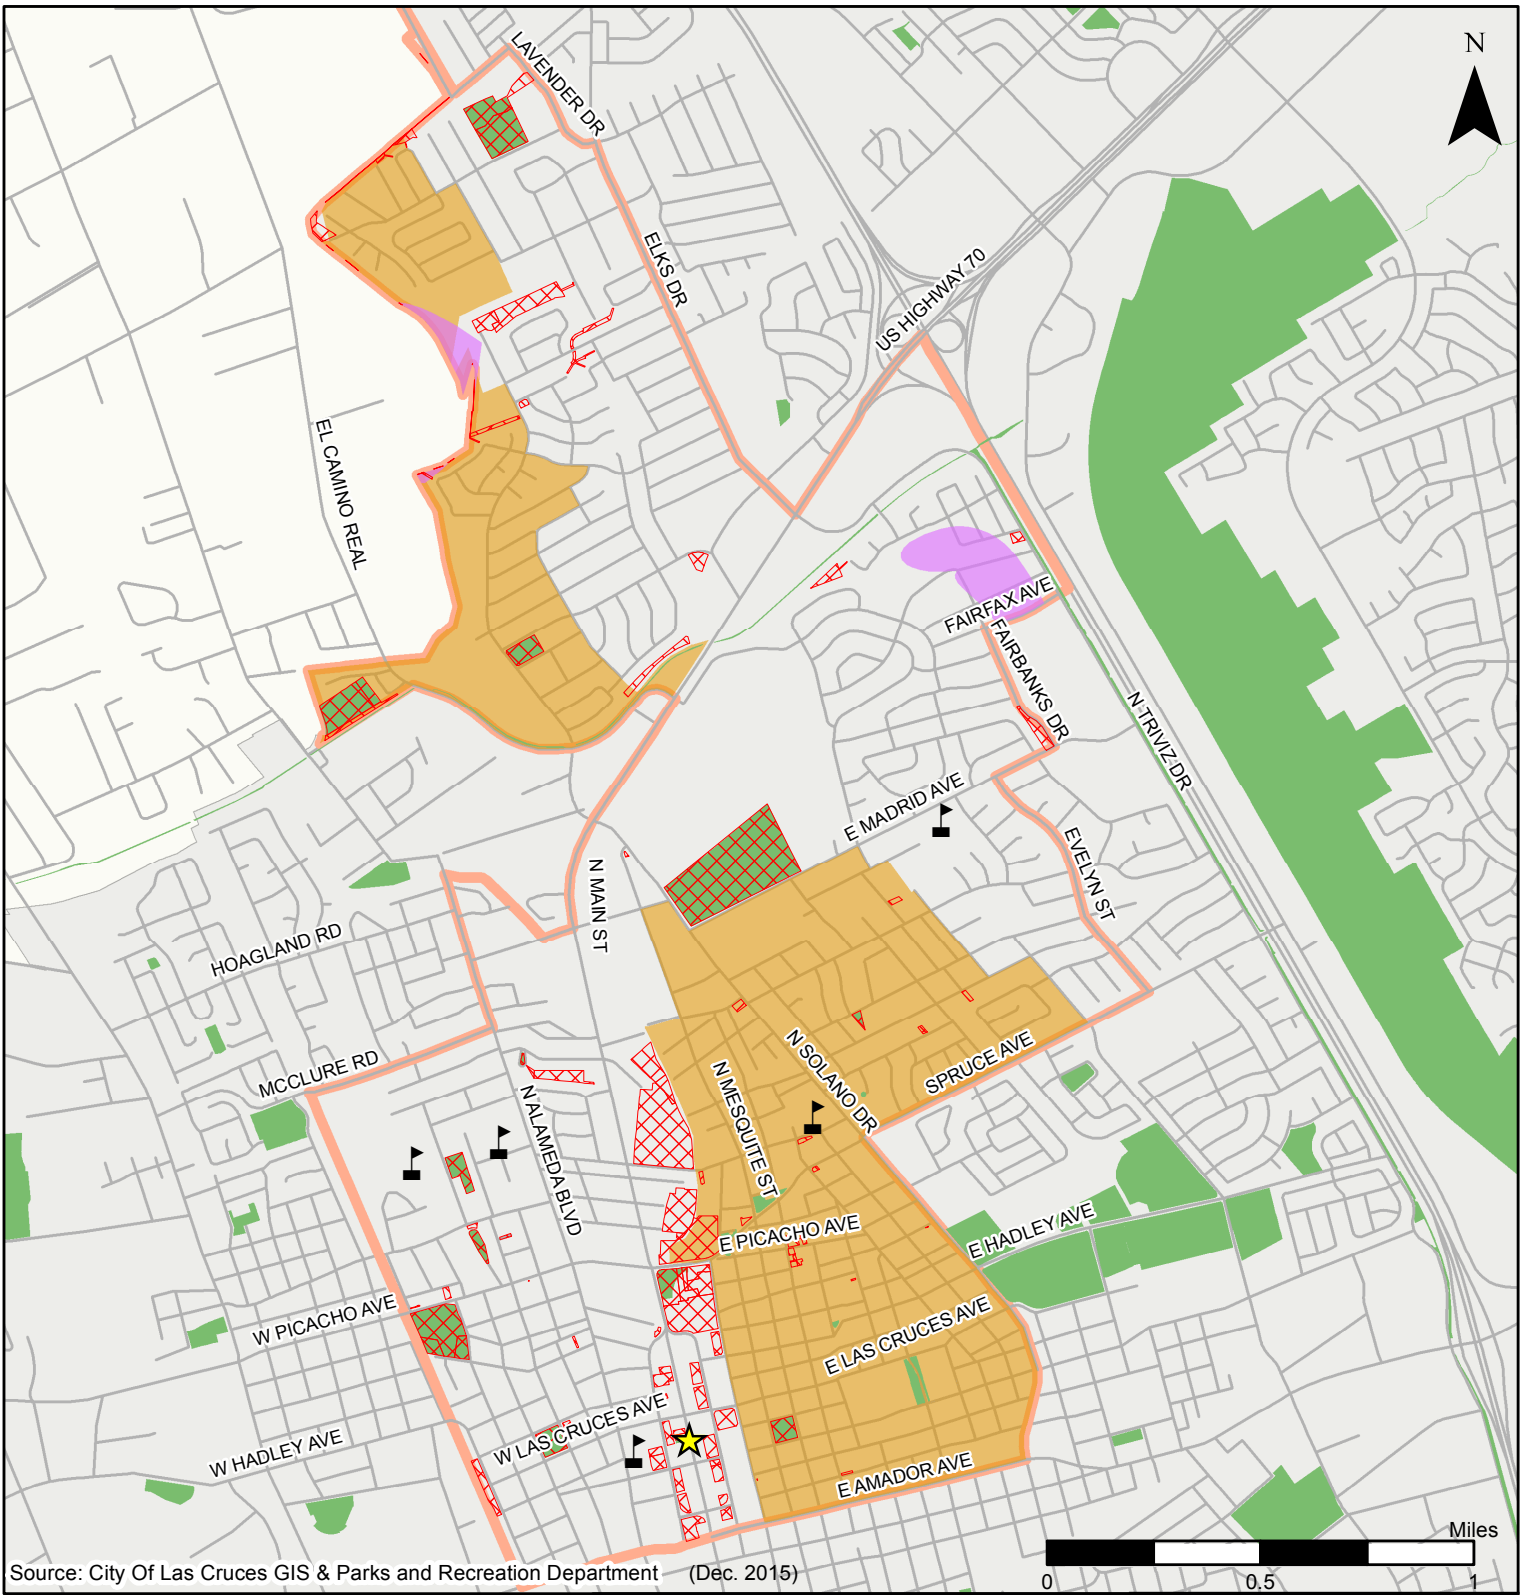 N
LAVENDER DR
ELKS DR
US HIGHWAY 70
EL CAMINO REAL
FAIRFAX AVE
FAIRBANKS DR
N TRIVIZ DR
E MADRID AVE
EVELYN ST
N MAIN ST
HOAGLAND RD
MCCLURE RD
N ALAMEDA BLVD
N MESQUITE ST
N SOLANO DR
SPRUCE AVE
E PICACHO AVE
E HADLEY AVE
W PICACHO AVE
E LAS CRUCES AVE
W LAS CRUCES AVE
W HADLEY AVE
E AMADOR AVE
Miles
Source: City Of Las Cruces GIS & Parks and Recreation Department (Dec. 2015)
0 0.5 1